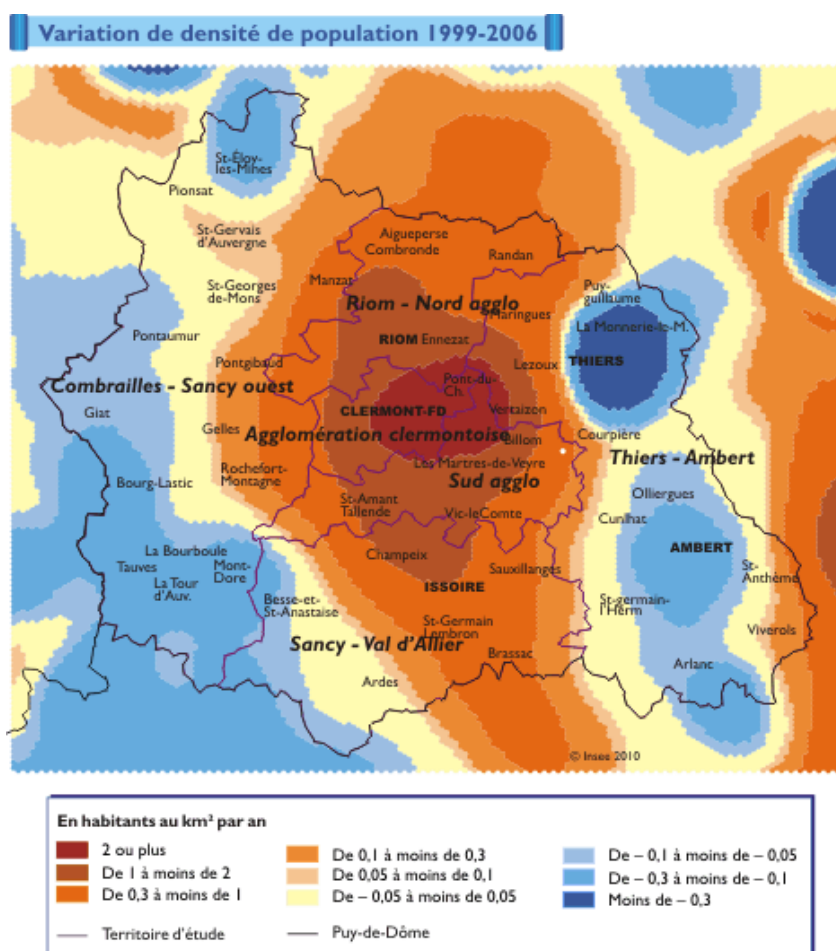 Variation de densité de population 1999-2006
St-Éloy-
les-Mines
Pionsat
St-Gervais
d'Auvergne
Aigueperse
Combronde
Randan
St-Georges
de-Mons
Manzat
Puy-
guillaume
Riom - Nord agglo
Maringues
La Monnerie-le-M.
Pontaumur
RIOM Ennezat
Pontgibaud
Lezoux
THIERS
Combrailles - Sancy ouest
Pont-du-
Ch.
Giat
CLERMONT-FD
Vertaizon
Gelles
Agglomération clermontoise
Billom
Courpière
Rochefort-
Montagne
Les Martres-de-Veyre
Thiers - Ambert
Bourg-Lastic
Sud agglo
St-Amant
Tallende
Vic-leComte
Olliergues
Cunlhat
La Bourboule
Tauves
Mont-
Dore
La Tour
d'Auv.
Champeix
Sauxillanges
AMBERT
St-
Anthème
Besse-et-
St-Anastaise
ISSOIRE
St-germain-
l'Herm
St-Germain
Lembron
Viverols
Sancy - Val d'Allier
Brassac
Arlanc
Ardes
© Insee 2010
En habitants au km² par an
2 ou plus
De 1 à moins de 2
De 0,3 à moins de 1
De 0,1 à moins de 0,3
De 0,05 à moins de 0,1
De – 0,05 à moins de 0,05
De – 0,1 à moins de – 0,05
De – 0,3 à moins de – 0,1
Moins de – 0,3
Territoire d'étude
Puy-de-Dôme